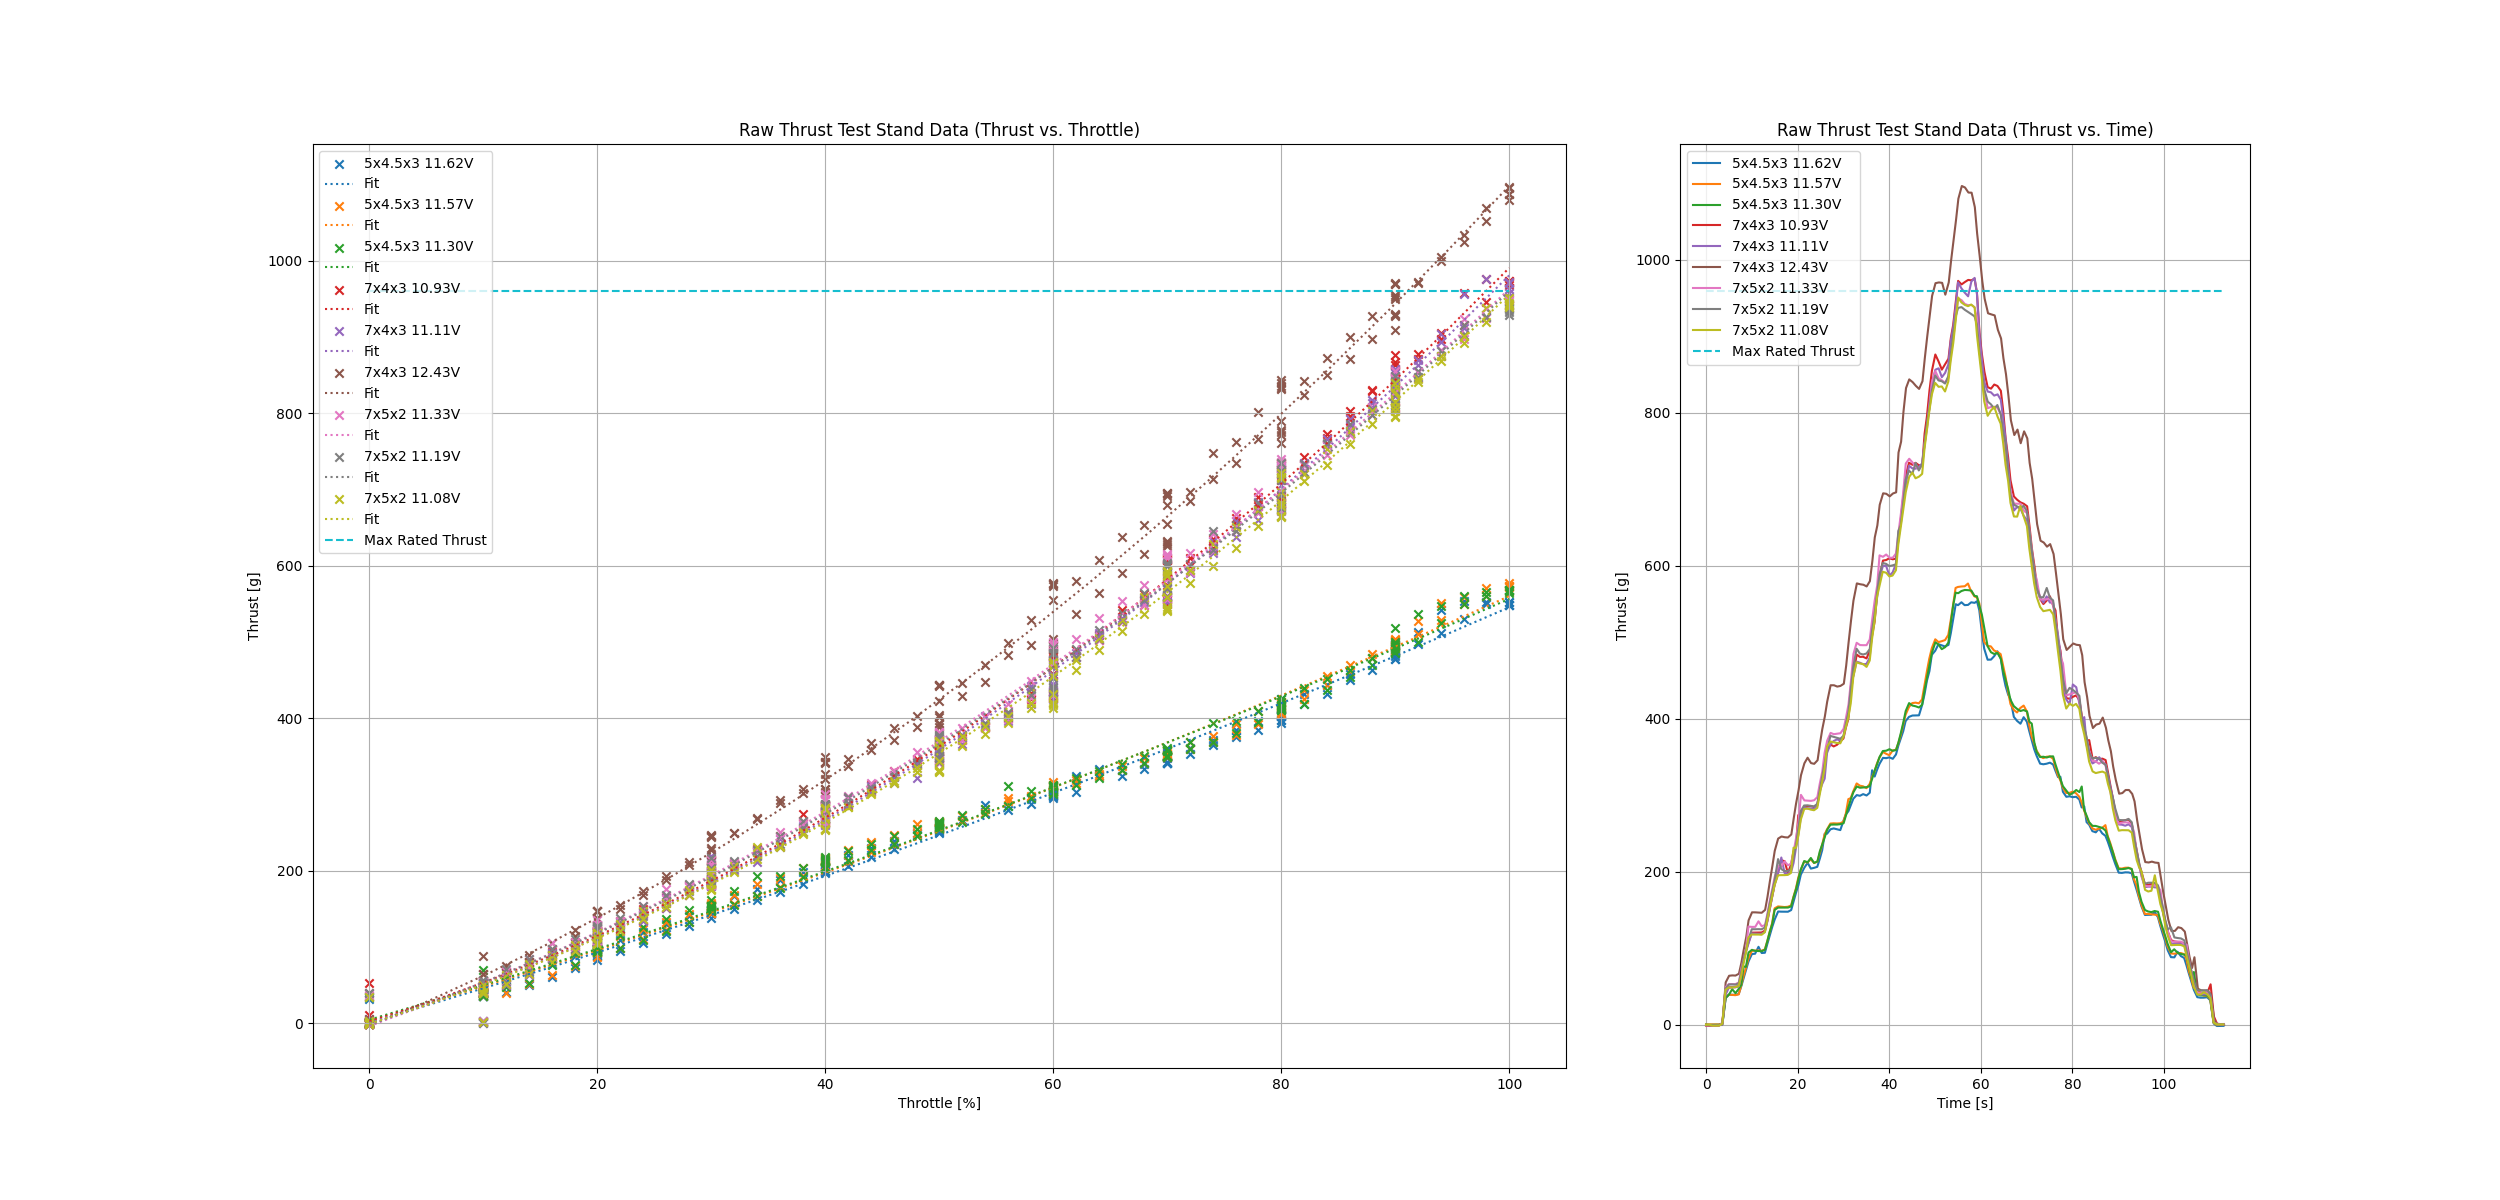 Raw Thrust Test Stand Data (Thrust vs. Throttle)
5x4.5x3 11.62V
Fit
5x4.5x3 11.57V
Fit
5x4.5x3 11.30V
Fit
7x4x3 10.93V
Fit
7x4x3 11.11V
Fit
7x4x3 12.43V
Fit
7x5x2 11.33V
Fit
7x5x2 11.19V
Fit
7x5x2 11.08V
Fit
Max Rated Thrust
Thrust [g]
1000
800
600
400
200
0
0 20 40 60 80 100
Throttle [%]
Raw Thrust Test Stand Data (Thrust vs. Time)
5x4.5x3 11.62V
5x4.5x3 11.57V
5x4.5x3 11.30V
7x4x3 10.93V
7x4x3 11.11V
7x4x3 12.43V
7x5x2 11.33V
7x5x2 11.19V
7x5x2 11.08V
Max Rated Thrust
Thrust [g]
1000
800
600
400
200
0
0 20 40 60 80 100
Time [s]